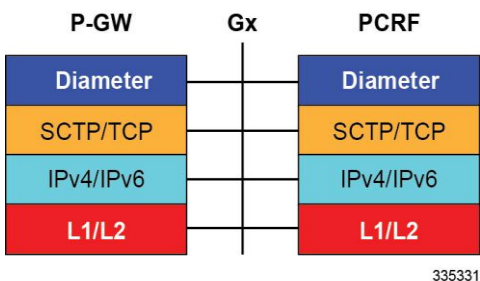 P-GW Gx PCRF
Diameter Diameter
SCTP/TCP SCTP/TCP
IPv4/IPv6 IPv4/IPv6
L1/L2 L1/L2
335331